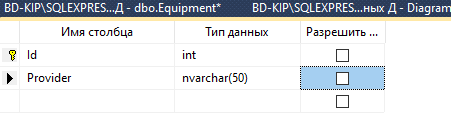 BD-KIP\SQLEXPRES...Д - dbo.Equipment* BD-KIP\SQLEXPRES...ных Д - Diagram
Имя столбца Тип данных Разрешить ...
Id int
Provider nvarchar(50)